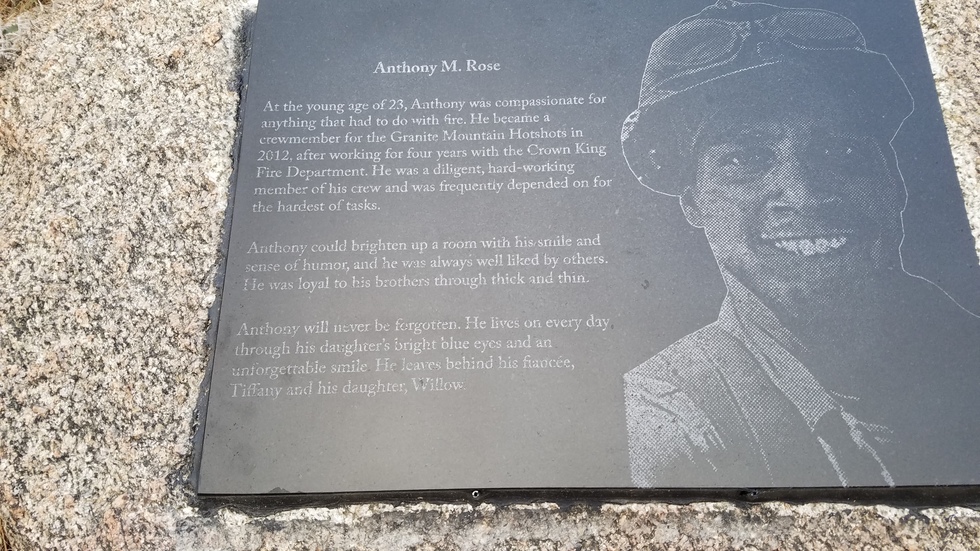 Anthony M. Rose
At the young age of 23, Anthony was compassionate for
anything that had to do with fire. He became a
crewmember for the Granite Mountain Hotshots in
2012, after working for four years with the Crown King
Fire Department. He was a diligent, hard-working
member of his crew and was frequently depended on for
the hardest of tasks.
Anthony could brighten up a room with his smile and
sense of humor, and he was always well liked by others.
He was loyal to his brothers through thick and thin.
Anthony will never be forgotten. He lives on every day
through his daughter's bright blue eyes and an
unforgettable smile. He leaves behind his fiancée,
Tiffany and his daughter, Willow.